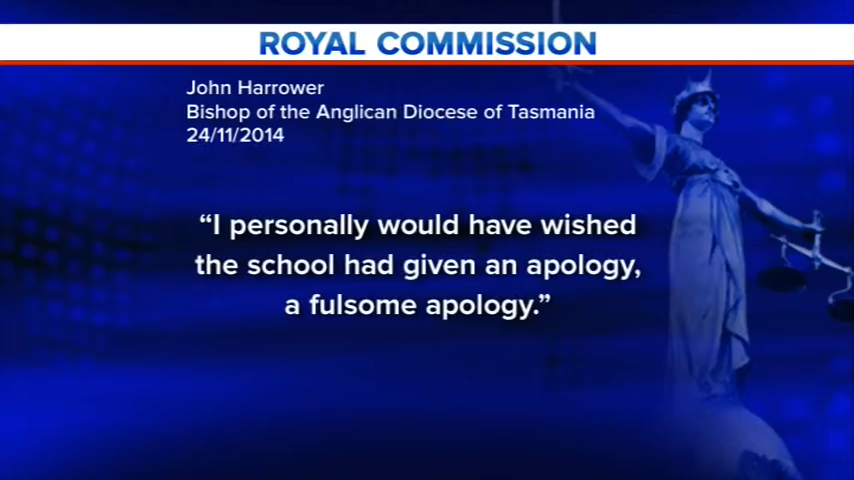 ROYAL COMMISSION
John Harrower
Bishop of the Anglican Diocese of Tasmania
24/11/2014
“I personally would have wished
the school had given an apology,
a fulsome apology.”